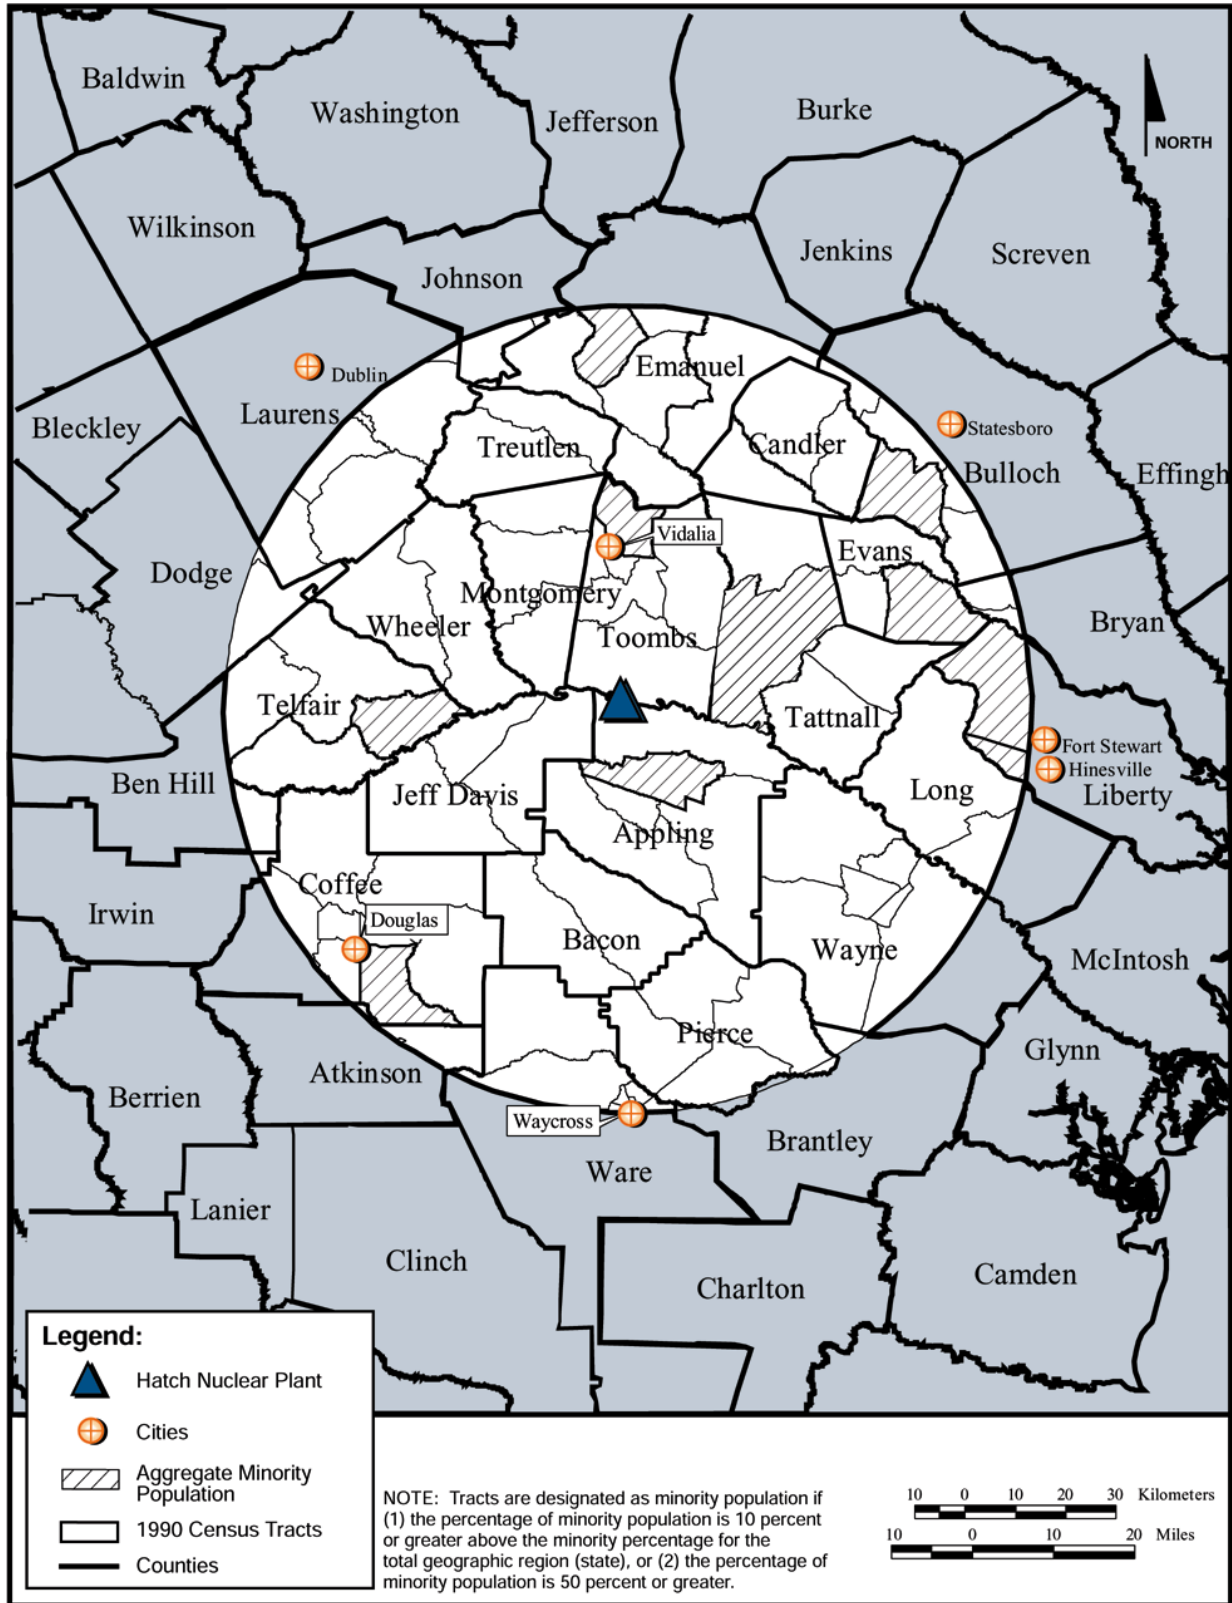 Baldwin
Washington
Jefferson
Burke
NORTH
Wilkinson
Johnson
Jenkins
Screven
Dublin
Emanuel
Laurens
Bleckley
Treutlen
Candler
Statesboro
Bulloch
Effingh
Vidalia
Evans
Dodge
Montgomery
Wheeler
Toombs
Bryan
Telfair
Tattnall
Fort Stewart
Hinesville
Ben Hill
Jeff Davis
Long
Liberty
Appling
Coffee
Irwin
Douglas
Bacon
Wayne
McIntosh
Pierce
Glynn
Atkinson
Berrien
Waycross
Brantley
Ware
Lanier
Clinch
Charlton
Camden
Legend:
Hatch Nuclear Plant
Cities
Aggregate Minority
Population
1990 Census Tracts
Counties
NOTE: Tracts are designated as minority population if
(1) the percentage of minority population is 10 percent
or greater above the minority percentage for the
total geographic region (state), or (2) the percentage of
minority population is 50 percent or greater.
10 0 10 20 30 Kilometers
10 0 10 20 Miles